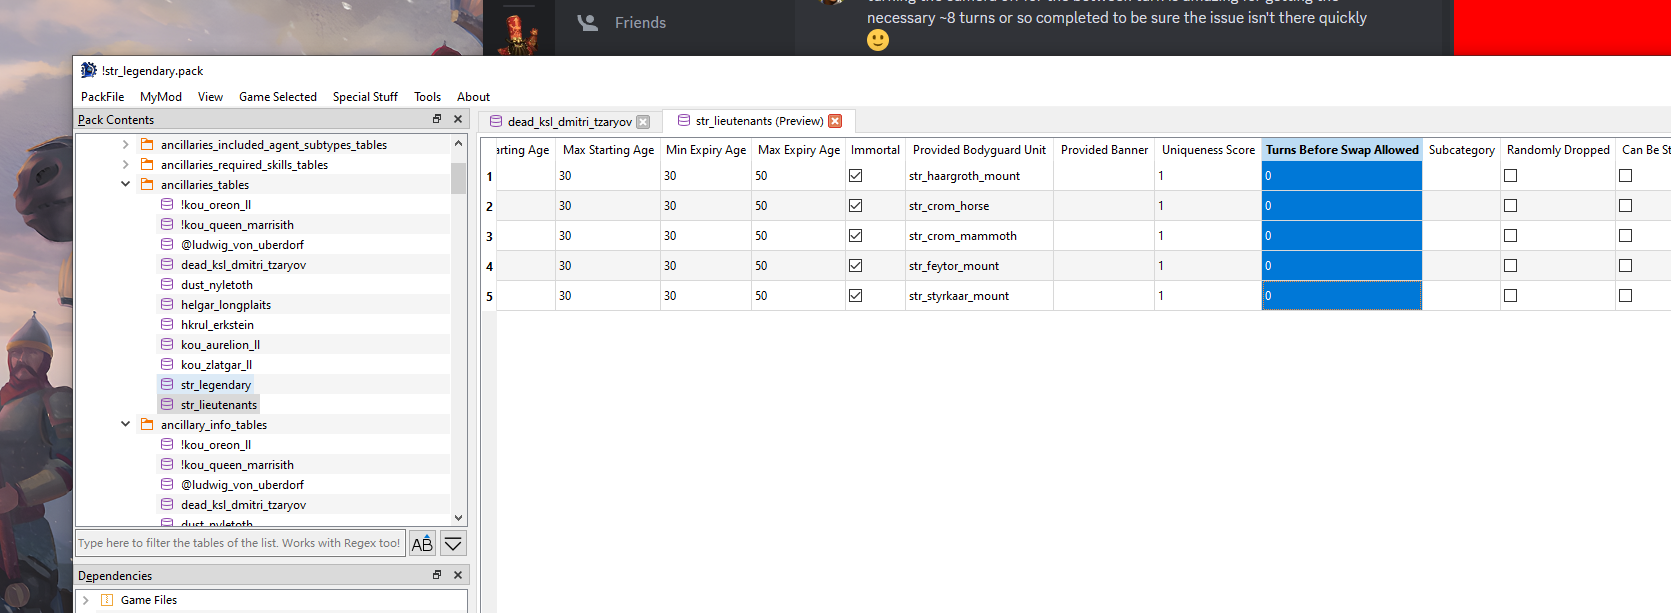 necessary ~8 turns or so completed to be sure the issue isn't there quickly
Friends
!str_legendary.pack
PackFile MyMod View Game Selected Special Stuff Tools About
Pack Contents
ancillaries_included_agent_subtypes_tables
ancillaries_required_skills_tables
ancillaries_tables
!kou_oreon_ll
!kou_queen_marrisith
@ludwig_von_uberdorf
dead_ksl_dmitri_tzaryov
dust_nyletoth
helgar_longplaits
hkrul_erkstein
kou_aurelion_ll
kou_zlatgar_ll
str_legendary
str_lieutenants
ancillary_info_tables
!kou_oreon_ll
!kou_queen_marrisith
@ludwig_von_uberdorf
dead_ksl_dmitri_tzaryov
dust_nyletoth
Type here to filter the tables of the list. Works with Regex too!
AB
Dependencies
Game Files
dead_ksl_dmitri_tzaryov str_lieutenants (Preview)
arting Age Max Starting Age Min Expiry Age Max Expiry Age Immortal Provided Bodyguard Unit Provided Banner Uniqueness Score Turns Before Swap Allowed Subcategory Randomly Dropped Can Be St
1 30 30 50 str_haargroth_mount 1 0
2 30 30 50 str_crom_horse 1 0
3 30 30 50 str_crom_mammoth 1 0
4 30 30 50 str_feytor_mount 1 0
5 30 30 50 str_styrkaar_mount 1 0